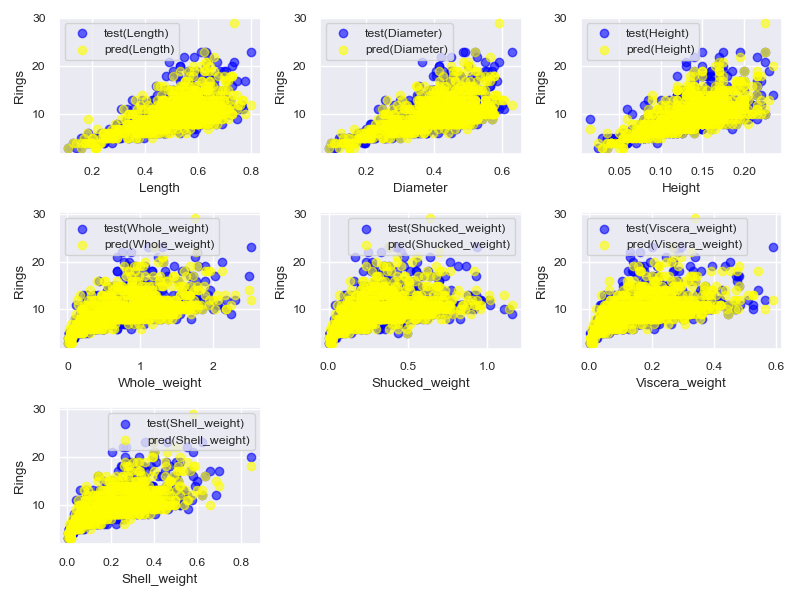 test(Length)
pred(Length)
Rings
30
20
10
0.2 0.4 0.6 0.8
Length
test(Diameter)
pred(Diameter)
Rings
30
20
10
0.2 0.4 0.6
Diameter
test(Height)
pred(Height)
Rings
30
20
10
0.05 0.10 0.15 0.20
Height
test(Whole_weight)
pred(Whole_weight)
Rings
30
20
10
0 1 2
Whole_weight
test(Shucked_weight)
pred(Shucked_weight)
Rings
30
20
10
0.0 0.5 1.0
Shucked_weight
test(Viscera_weight)
pred(Viscera_weight)
Rings
30
20
10
0.0 0.2 0.4 0.6
Viscera_weight
test(Shell_weight)
pred(Shell_weight)
Rings
30
20
10
0.0 0.2 0.4 0.6 0.8
Shell_weight